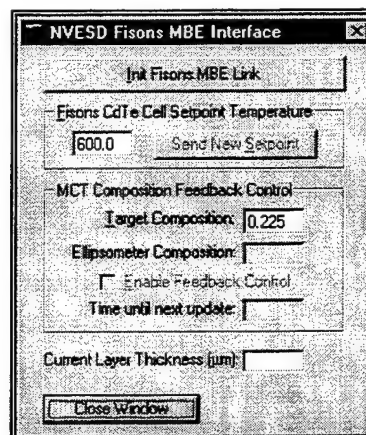 NVESD Fisons MBE Interface
Init Fisons MBE Link
Fisons CdTe Cell Setpoint Temperature
600.0 Send New Setpoint
MCT Composition Feedback Control
Target Composition: 0.225
Ellipsometer Composition:
Enable Feedback Control
Time until next update:
Current Layer Thickness (µm)
Close Window